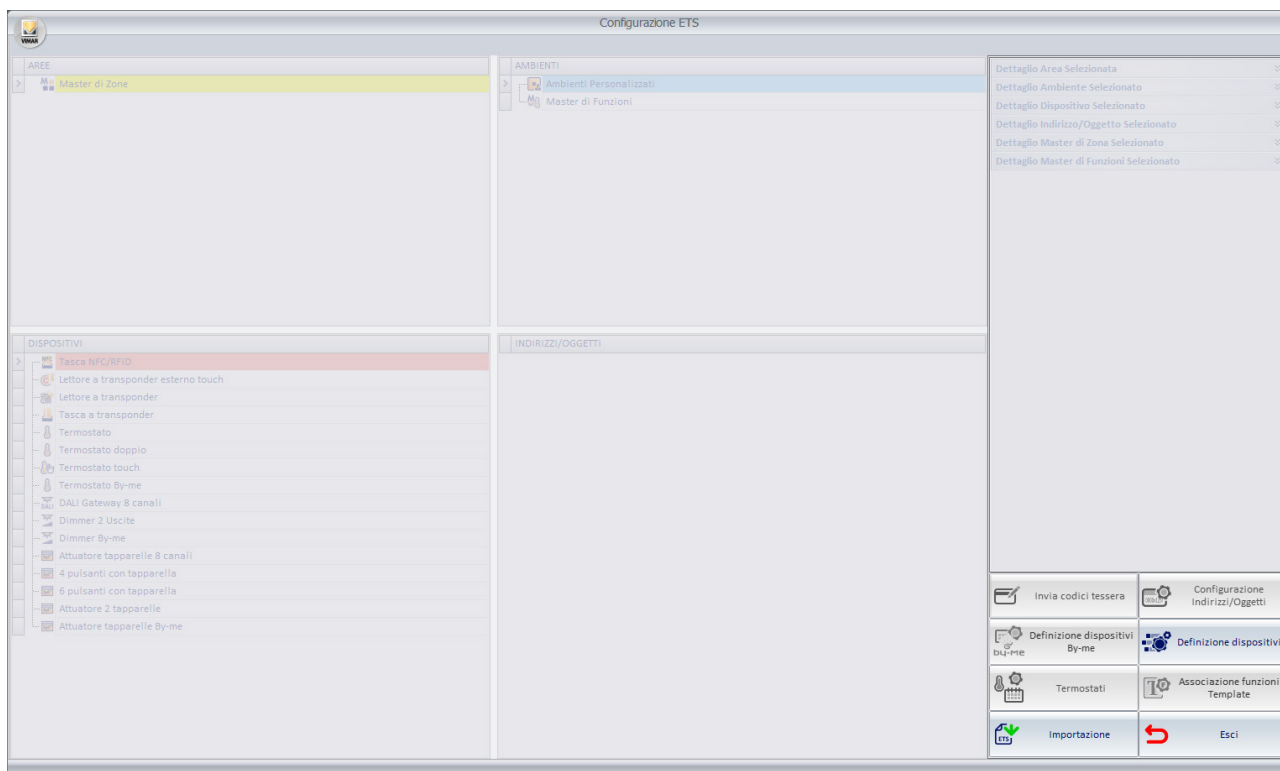 Configurazione ETS
VIMAR
AREE
Master di Zone
AMBIENTI
Ambienti Personalizzati
Master di Funzioni
Dettaglio Area Selezionata
Dettaglio Ambiente Selezionato
Dettaglio Dispositivo Selezionato
Dettaglio Indirizzo/Oggetto Selezionato
Dettaglio Master di Zona Selezionato
Dettaglio Master di Funzioni Selezionato
DISPOSITIVI
Tasca NFC/RFID
Lettore a transponder esterno touch
Lettore a transponder
Tasca a transponder
Termostato
Termostato doppio
Termostato touch
Termostato By-me
DALI Gateway 8 canali
Dimmer 2 Uscite
Dimmer By-me
Attuatore tapparelle 8 canali
4 pulsanti con tapparella
6 pulsanti con tapparella
Attuatore 2 tapparelle
Attuatore tapparelle By-me
INDIRIZZI/OGGETTI
Invia codici tessera
Configurazione
Indirizzi/Oggetti
by-me
Definizione dispositivi
By-me
Definizione dispositivi
Termostati
Associazione funzioni
Template
ETS
Importazione
Esci